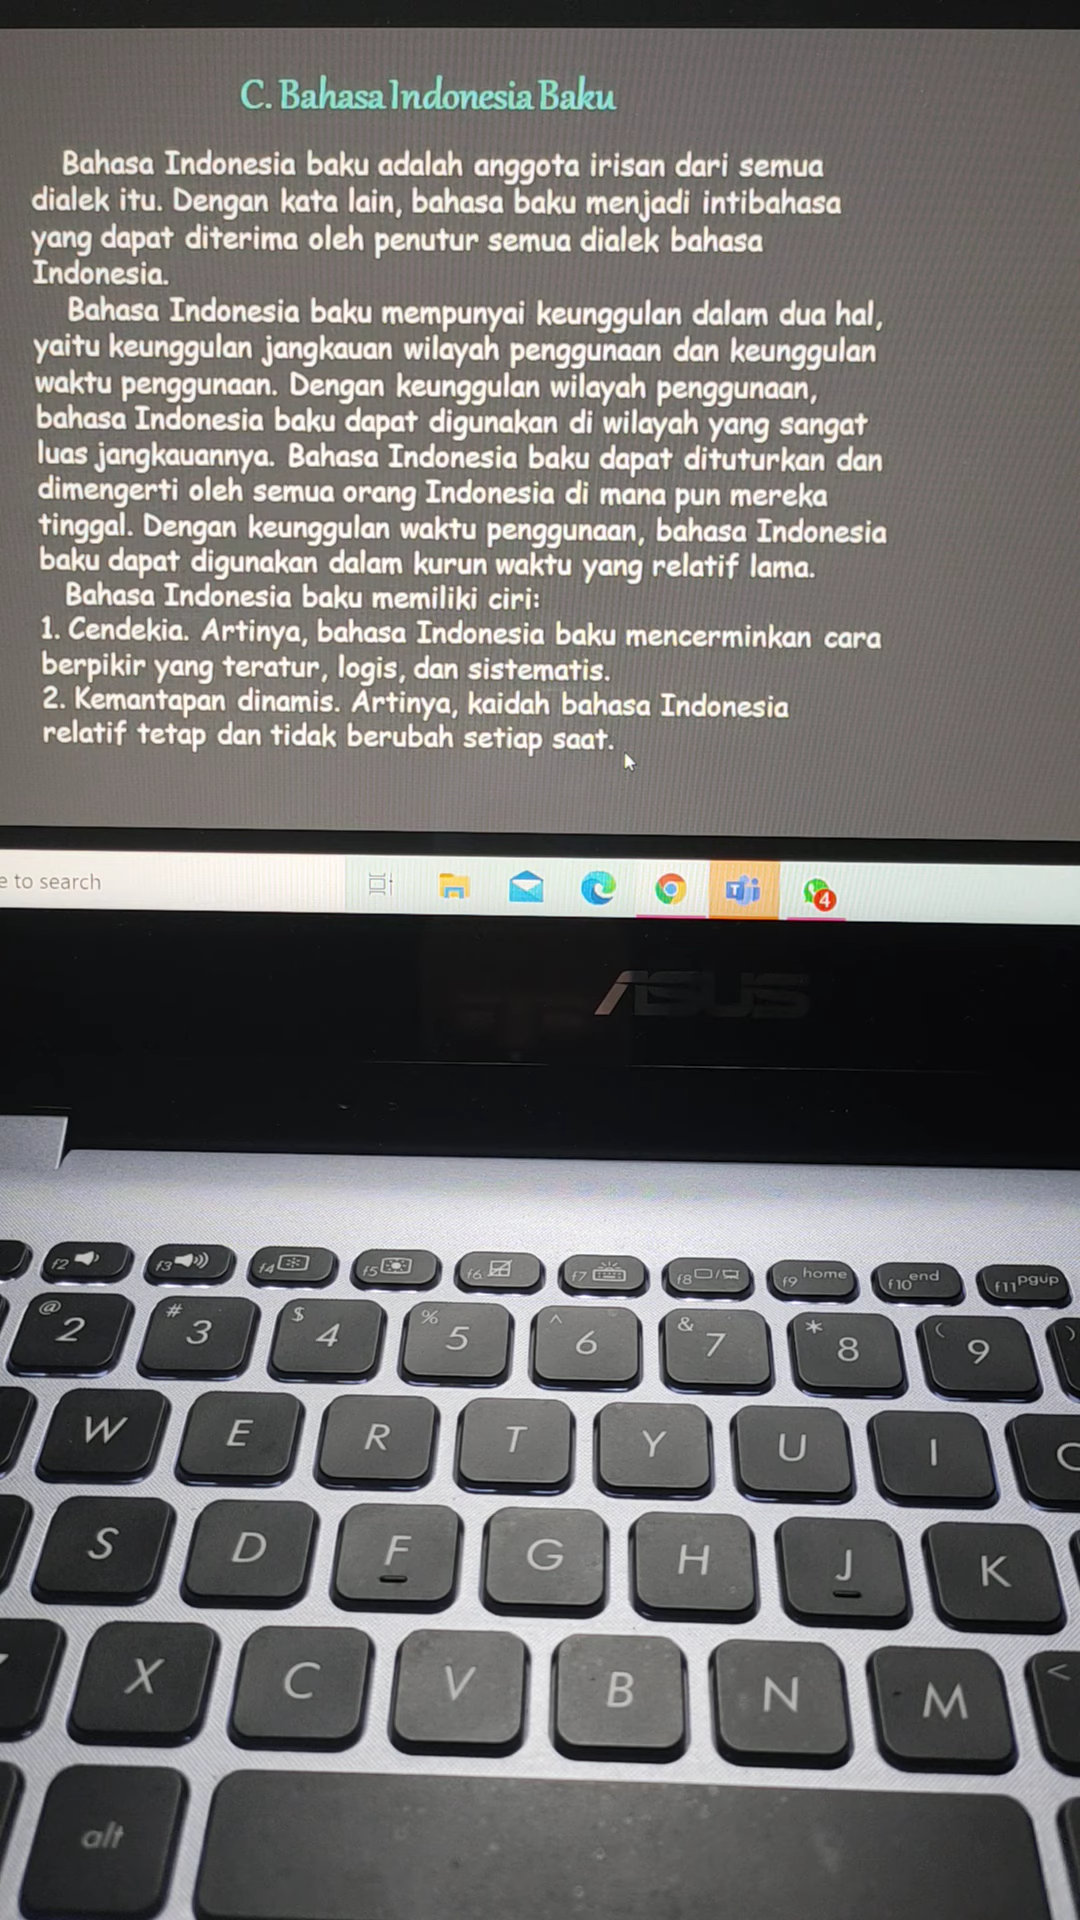 C. Bahasa Indonesia Baku
Bahasa Indonesia baku adalah anggota irisan dari semua
dialek itu. Dengan kata lain, bahasa baku menjadi intibahasa
yang dapat diterima oleh penutur semua dialek bahasa
Indonesia.
Bahasa Indonesia baku mempunyai keunggulan dalam dua hal,
yaitu keunggulan jangkauan wilayah penggunaan dan keunggulan
waktu penggunaan. Dengan keunggulan wilayah penggunaan,
bahasa Indonesia baku dapat digunakan di wilayah yang sangat
luas jangkauannya. Bahasa Indonesia baku dapat dituturkan dan
dimengerti oleh semua orang Indonesia di mana pun mereka
tinggal. Dengan keunggulan waktu penggunaan, bahasa Indonesia
baku dapat digunakan dalam kurun waktu yang relatif lama.
Bahasa Indonesia baku memiliki ciri:
1. Cendekia. Artinya, bahasa Indonesia baku mencerminkan cara
berpikir yang teratur, logis, dan sistematis.
2. Kemantapan dinamis. Artinya, kaidah bahasa Indonesia
relatif tetap dan tidak berubah setiap saat.
e to search
T
4
ASUS
f2 f3 f4 f5 f6 f7 f8 / f9 home f10 end f11 pgup
@ 2 # 3 $ 4 % 5 ^ 6 & 7 * 8 ( 9 )
W E R T Y U I
S D F G H J K
X C V B N M <
alt